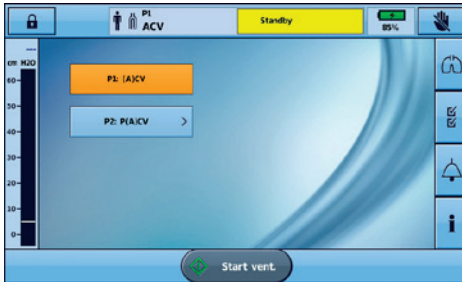 P1
ACV
Standby
85%
---
cm H2O
60-
50-
40-
30-
20-
10-
0-
P1: (A)CV
P2: P(A)CV >
Start vent.